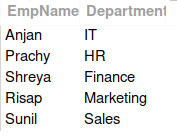 EmpName Department
Anjan IT
Prachy HR
Shreya Finance
Risap Marketing
Sunil Sales